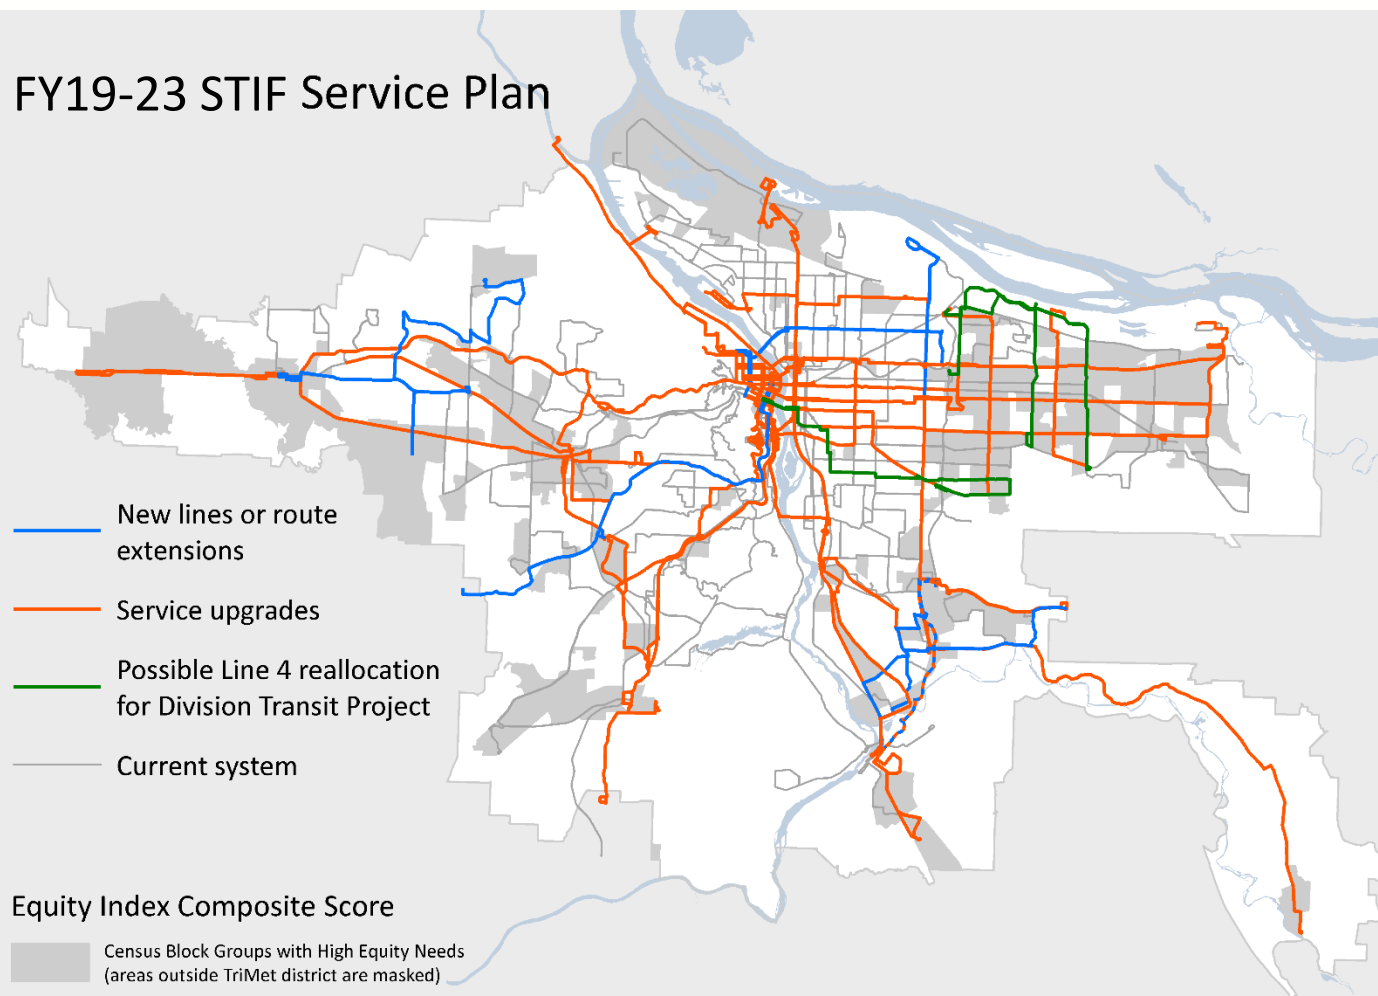 FY19-23 STIF Service Plan
New lines or route
extensions
Service upgrades
Possible Line 4 reallocation
for Division Transit Project
Current system
Equity Index Composite Score
Census Block Groups with High Equity Needs
(areas outside TriMet district are masked)